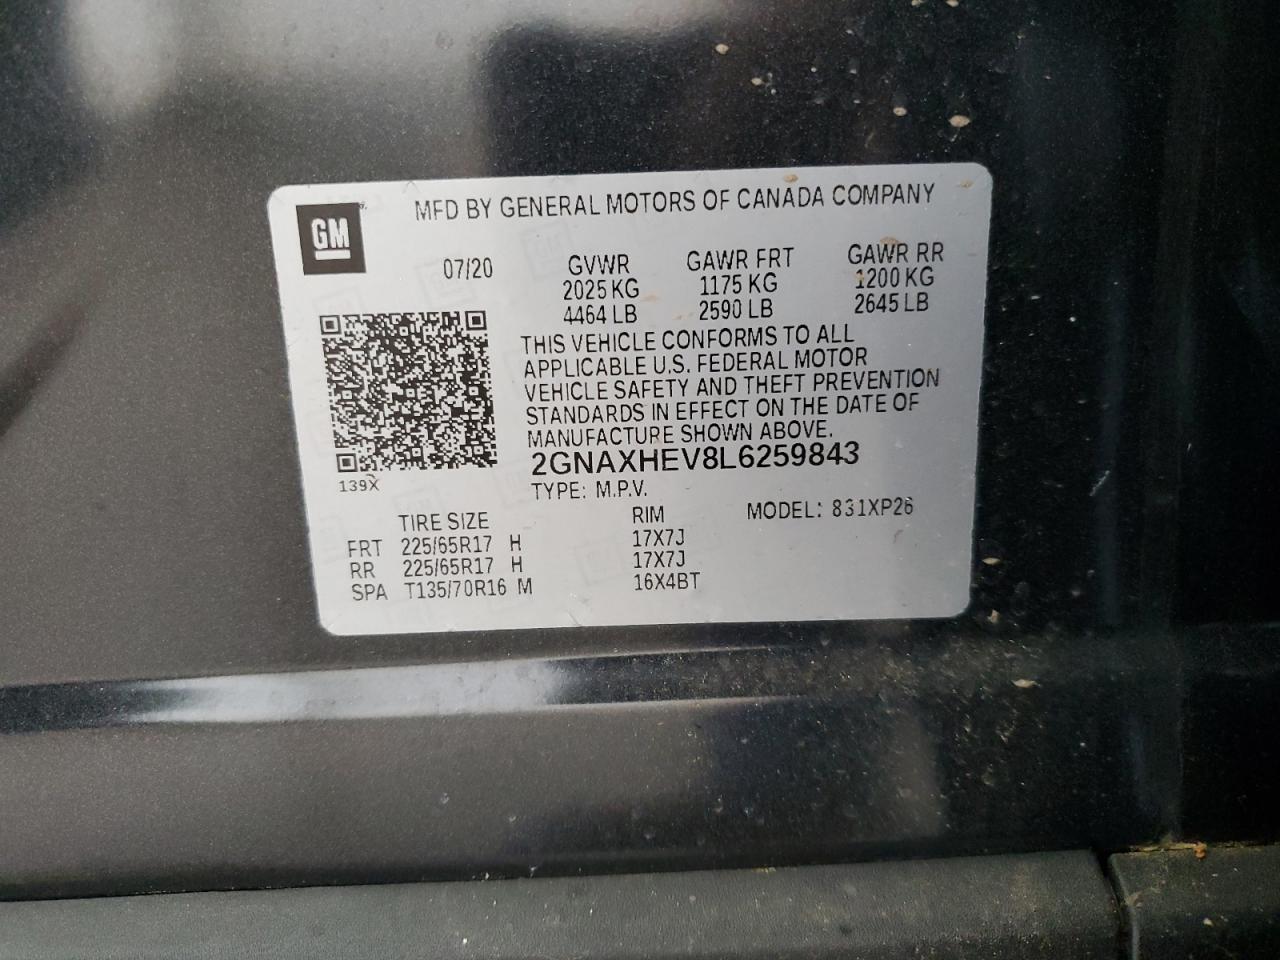 GM
MFD BY GENERAL MOTORS OF CANADA COMPANY
07/20
GVWR GAWR FRT GAWR RR
2025 KG 1175 KG 1200 KG
4464 LB 2590 LB 2645 LB
THIS VEHICLE CONFORMS TO ALL
APPLICABLE U.S. FEDERAL MOTOR
VEHICLE SAFETY AND THEFT PREVENTION
STANDARDS IN EFFECT ON THE DATE OF
MANUFACTURE SHOWN ABOVE.
2GNAXHEV8L6259843
139X
TYPE: M.P.V.
MODEL: 831XP26
TIRE SIZE RIM
FRT 225/65R17 H 17X7J
RR 225/65R17 H 17X7J
SPA T135/70R16 M 16X4BT